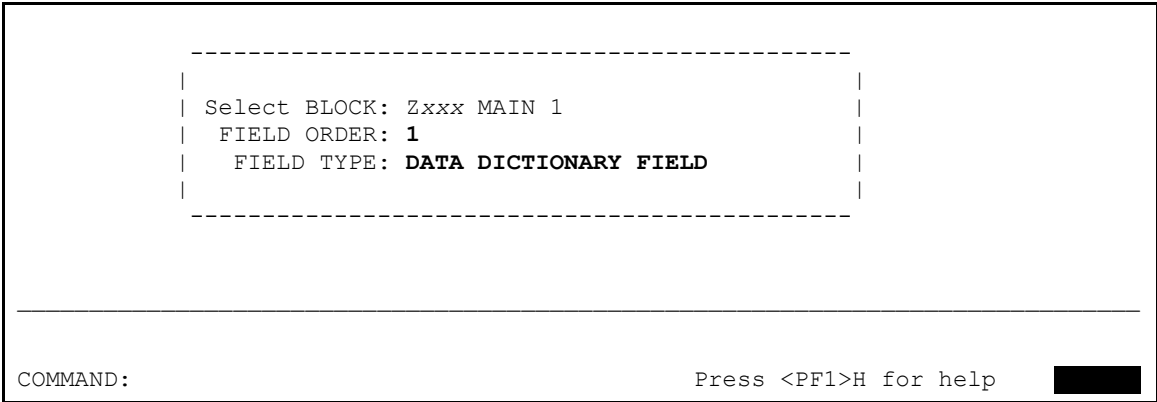 Select BLOCK: Zxxx MAIN 1
FIELD ORDER: 1
FIELD TYPE: DATA DICTIONARY FIELD
COMMAND: Press <PF1>H for help